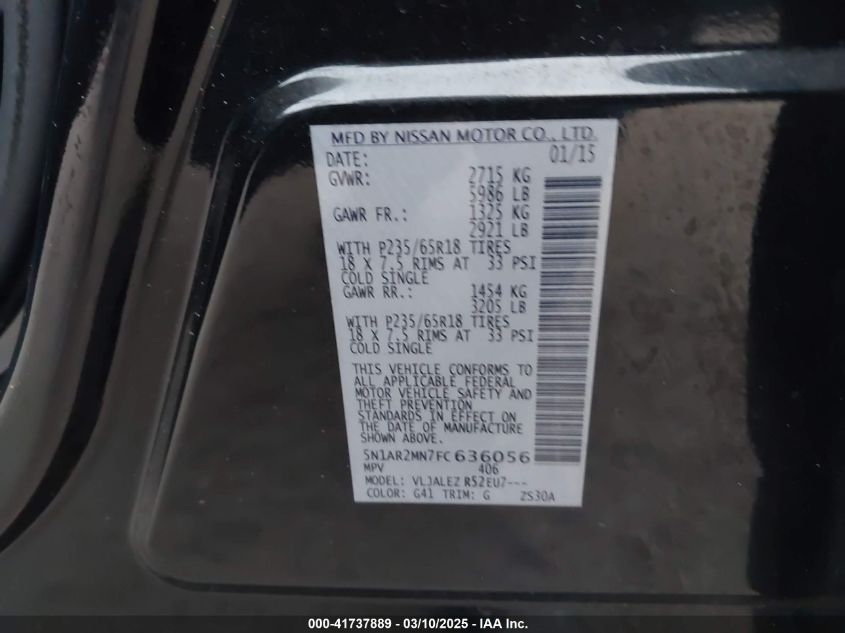 MFD BY NISSAN MOTOR CO., LTD.
DATE: 01/15
GVWR: 2715 KG
5986 LB
GAWR FR.: 1325 KG
2921 LB
WITH P235/65R18 TIRES
18 X 7.5 RIMS AT 33 PSI
COLD SINGLE
GAWR RR.: 1454 KG
3205 LB
WITH P235/65R18 TIRES
18 X 7.5 RIMS AT 33 PSI
COLD SINGLE
THIS VEHICLE CONFORMS TO
ALL APPLICABLE FEDERAL
MOTOR VEHICLE SAFETY AND
THEFT PREVENTION
STANDARDS IN EFFECT ON
THE DATE OF MANUFACTURE
SHOWN ABOVE.
5N1AR2MN7FC636056
MPV 406
MODEL: VLJALEZ R52EU7---
COLOR: G41 TRIM: G ZS30A
000-41737889 - 03/10/2025 - IAA Inc.